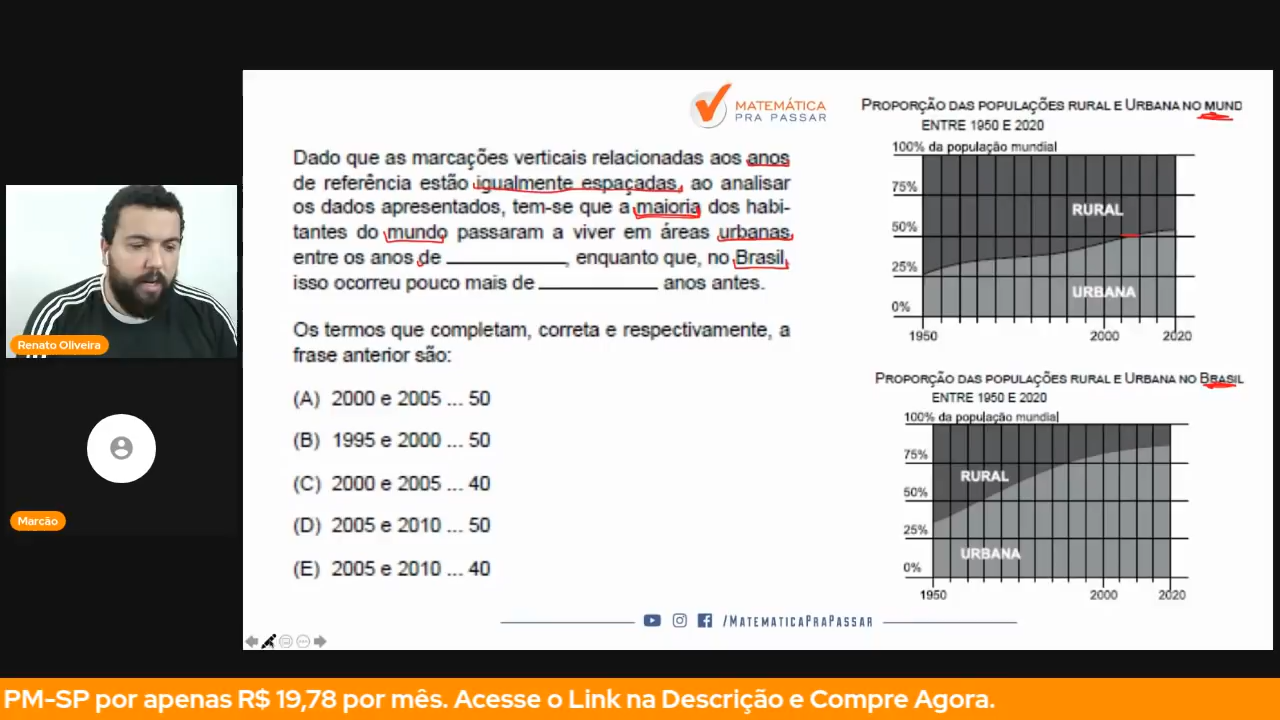 MATEMÁTICA
PRA PASSAR
Dado que as marcações verticais relacionadas aos anos
de referência estão igualmente espaçadas, ao analisar
os dados apresentados, tem-se que a maioria dos habi-
tantes do mundo passaram a viver em áreas urbanas
entre os anos de ____________, enquanto que, no Brasil,
isso ocorreu pouco mais de ____________ anos antes.
Os termos que completam, correta e respectivamente, a
frase anterior são:
(A) 2000 e 2005 ... 50
(B) 1995 e 2000 ... 50
(C) 2000 e 2005 ... 40
(D) 2005 e 2010 ... 50
(E) 2005 e 2010 ... 40
PROPORÇÃO DAS POPULAÇÕES RURAL E URBANA NO MUND
ENTRE 1950 E 2020
100% da população mundial
75%
RURAL
50%
25%
URBANA
0%
1950 2000 2020
PROPORÇÃO DAS POPULAÇÕES RURAL E URBANA NO BRASIL
ENTRE 1950 E 2020
100% da população mundial
75%
RURAL
50%
25%
URBANA
0%
1950 2000 2020
/MATEMATICAPRAPASSAR
Renato Oliveira
Marcão
PM-SP por apenas R$ 19,78 por mês. Acesse o Link na Descrição e Compre Agora.